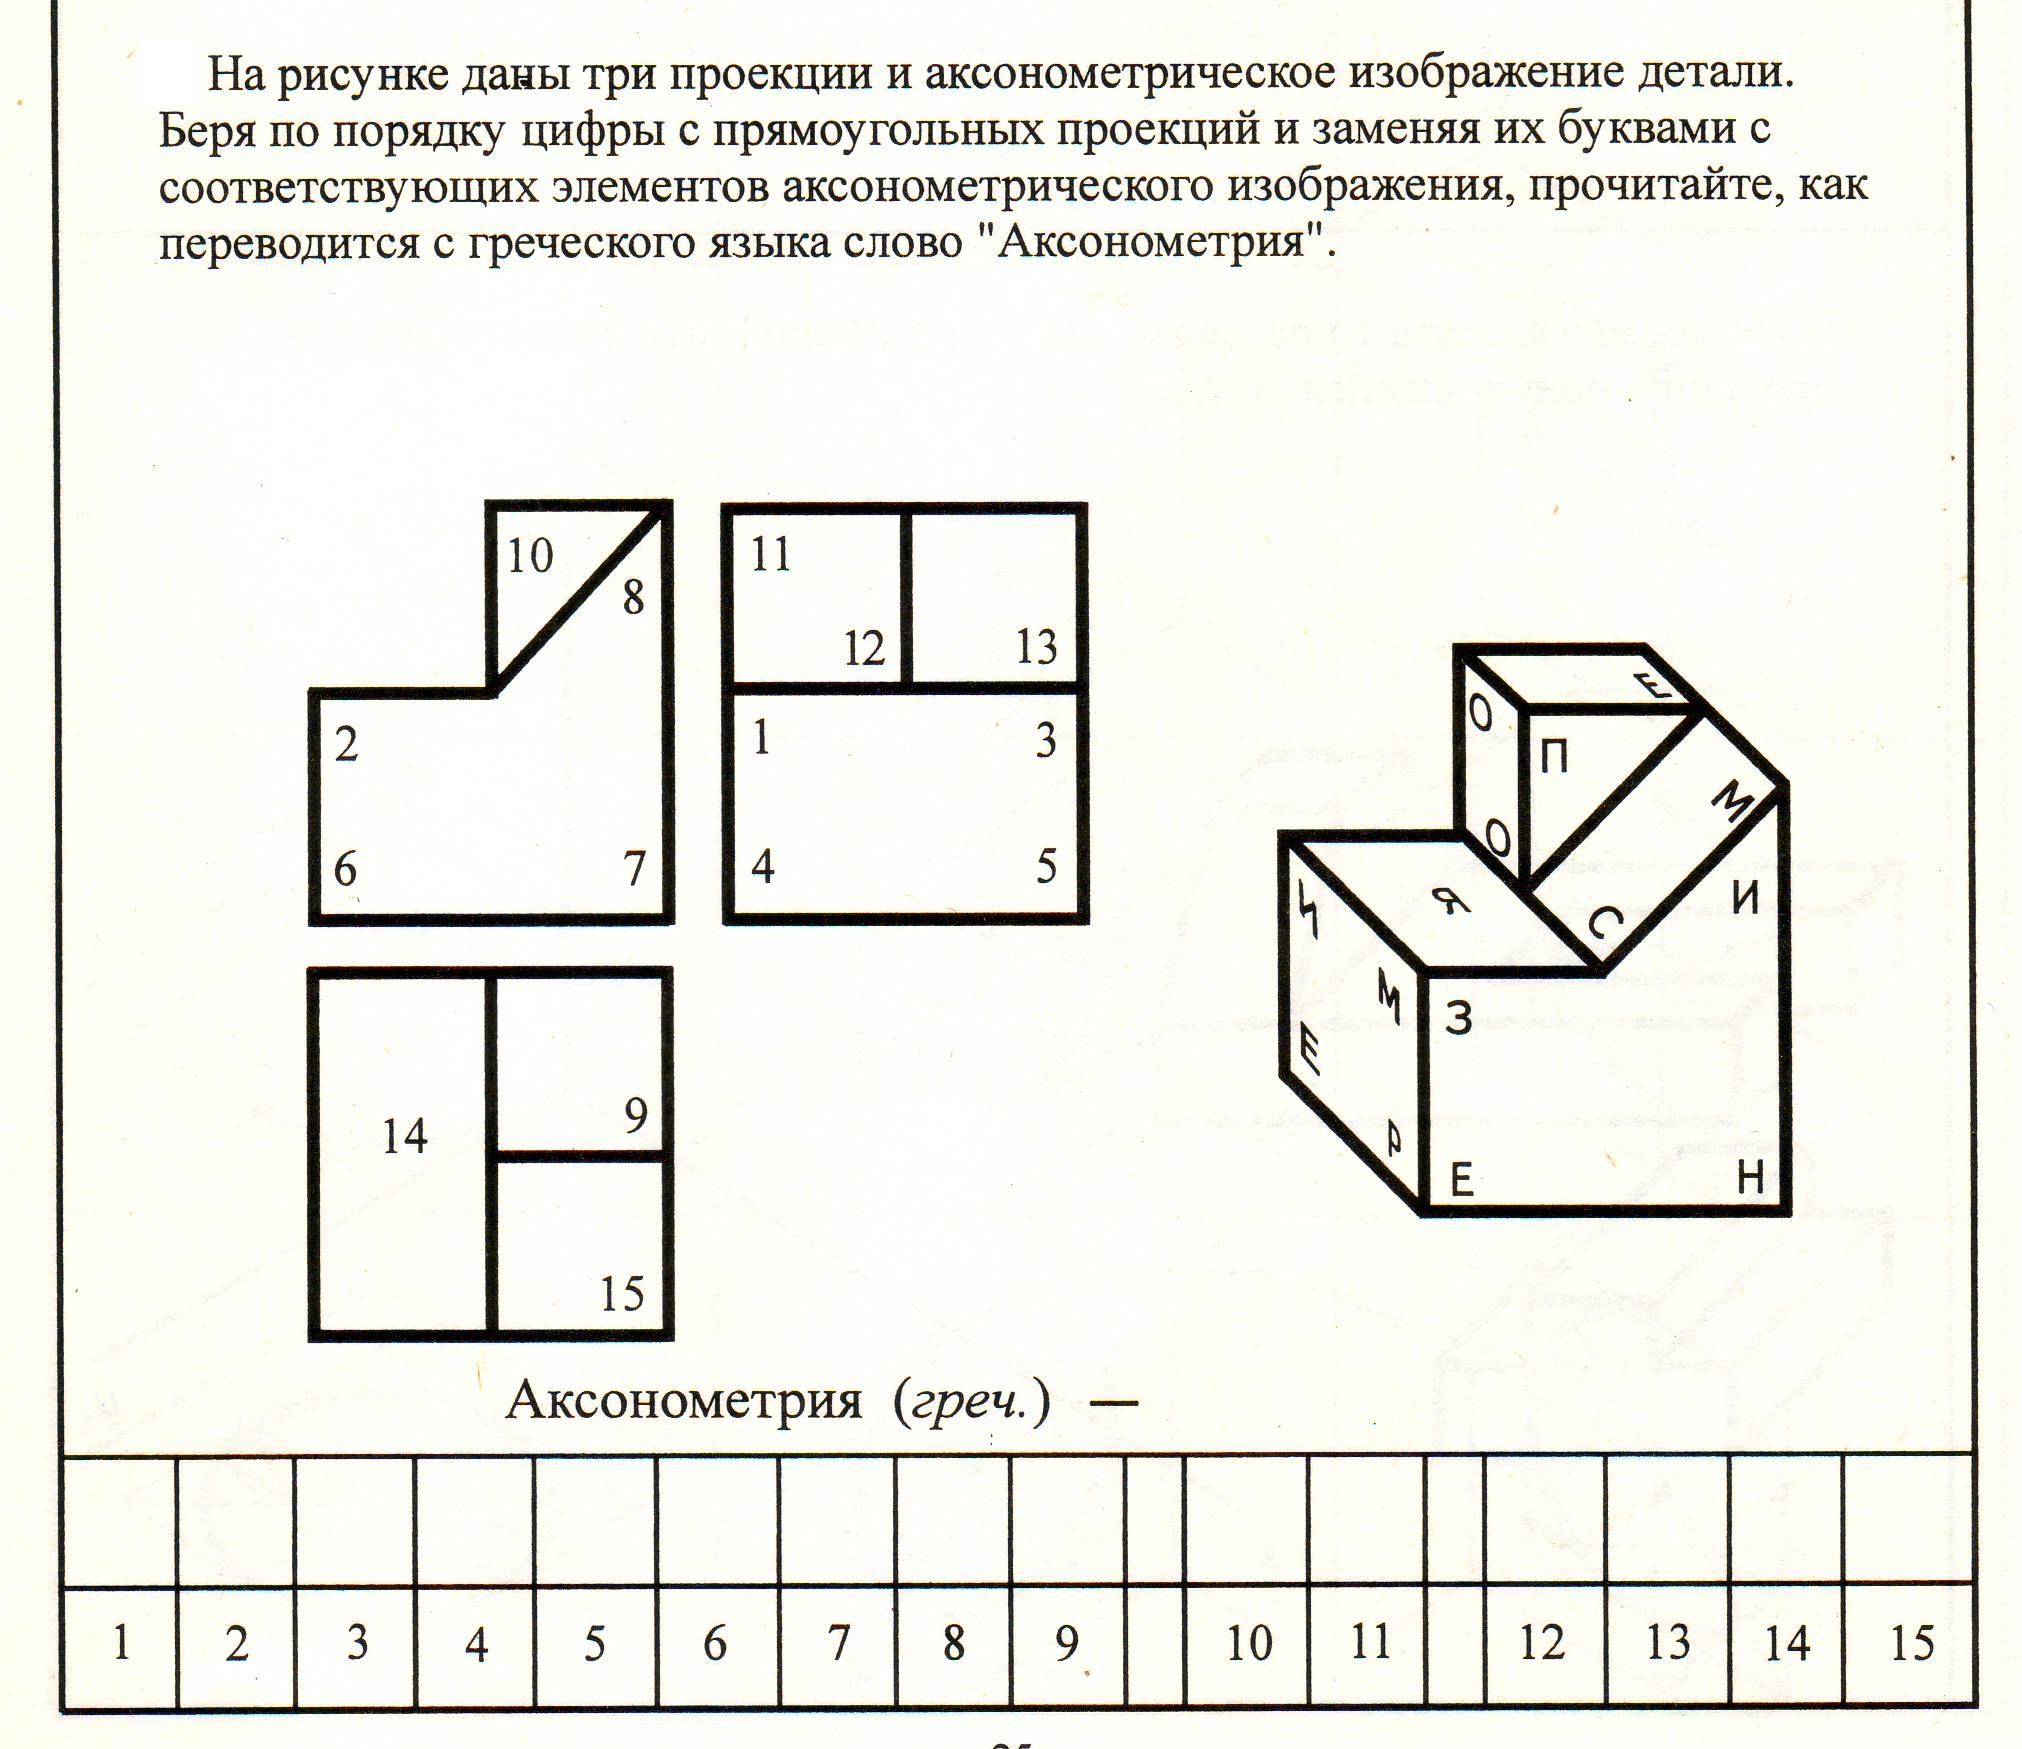 На рисунке даны три проекции и аксонометрическое изображение детали.
Беря по порядку цифры с прямоугольных проекций и заменяя их буквами с
соответствующих элементов аксонометрического изображения, прочитайте, как
переводится с греческого языка слово "Аксонометрия".
10
8
2
6
7
11
12
13
1
3
4
5
14
9
15
О
Е
П
О
М
Я
С
И
Ц
М
З
Е
Р
Е
Н
Аксонометрия (греч.) —
1 2 3 4 5 6 7 8 9 10 11 12 13 14 15